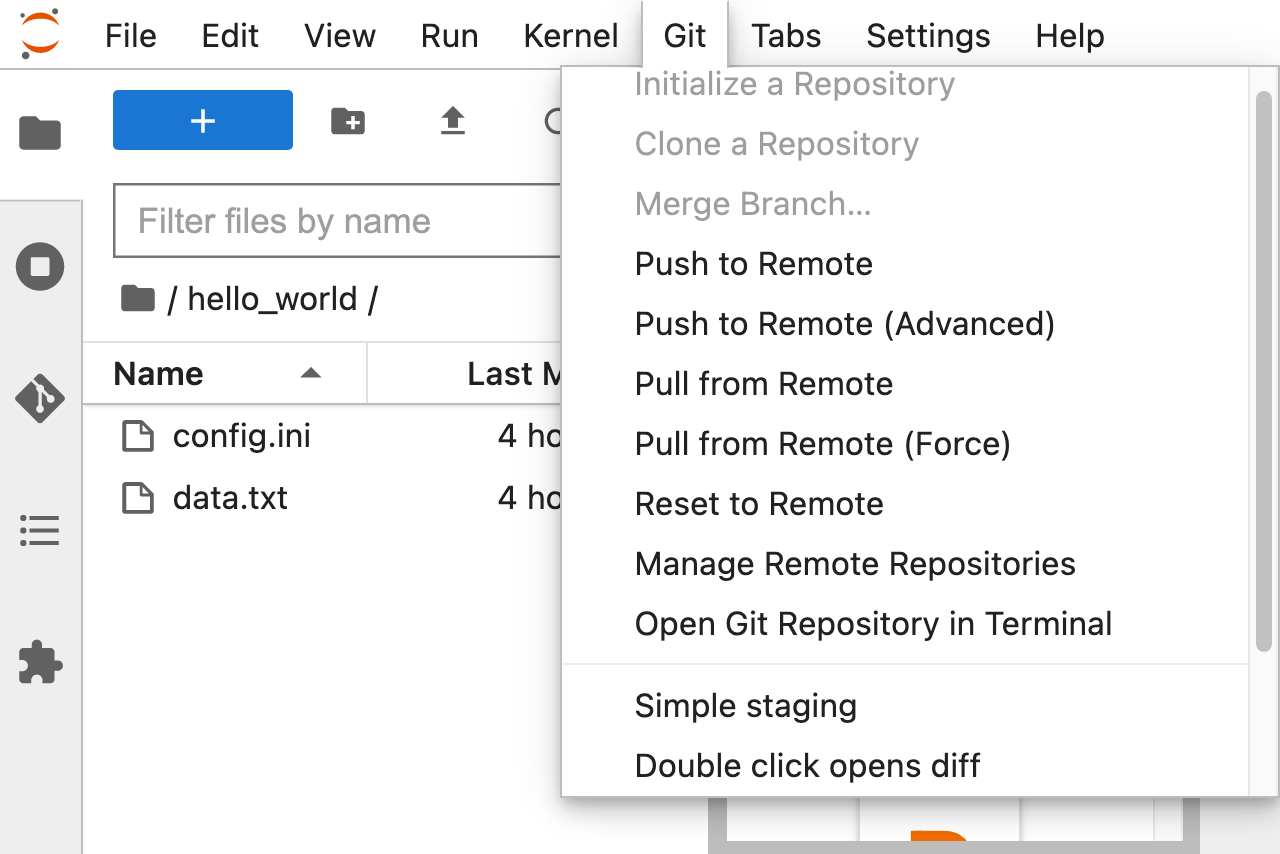 File Edit View Run Kernel Git Tabs Settings Help
Filter files by name
/ hello_world /
Name Last
config.ini 4
data.txt 4
Initialize a Repository
Clone a Repository
Merge Branch...
Push to Remote
Push to Remote (Advanced)
Pull from Remote
Pull from Remote (Force)
Reset to Remote
Manage Remote Repositories
Open Git Repository in Terminal
Simple staging
Double click opens diff